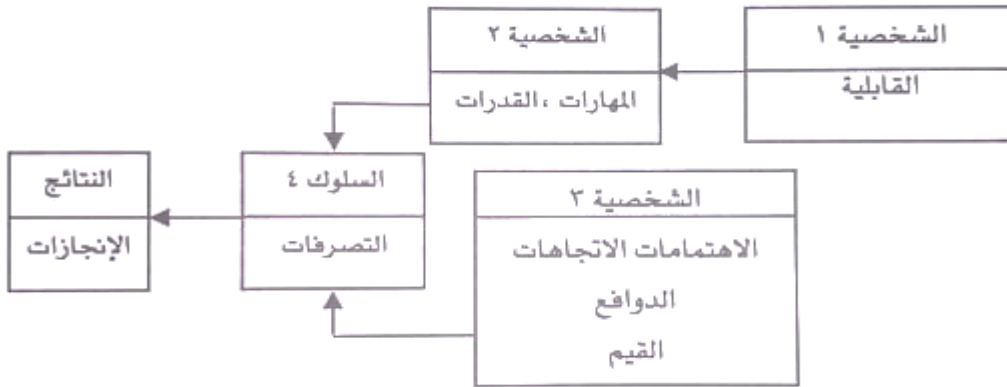 الشخصية ١
القابلية
الشخصية ٢
المهارات ،القدرات
الشخصية ٣
الاهتمامات الاتجاهات
الدوافع
القيم
السلوك ٤
التصرفات
النتائج
الإنجازات